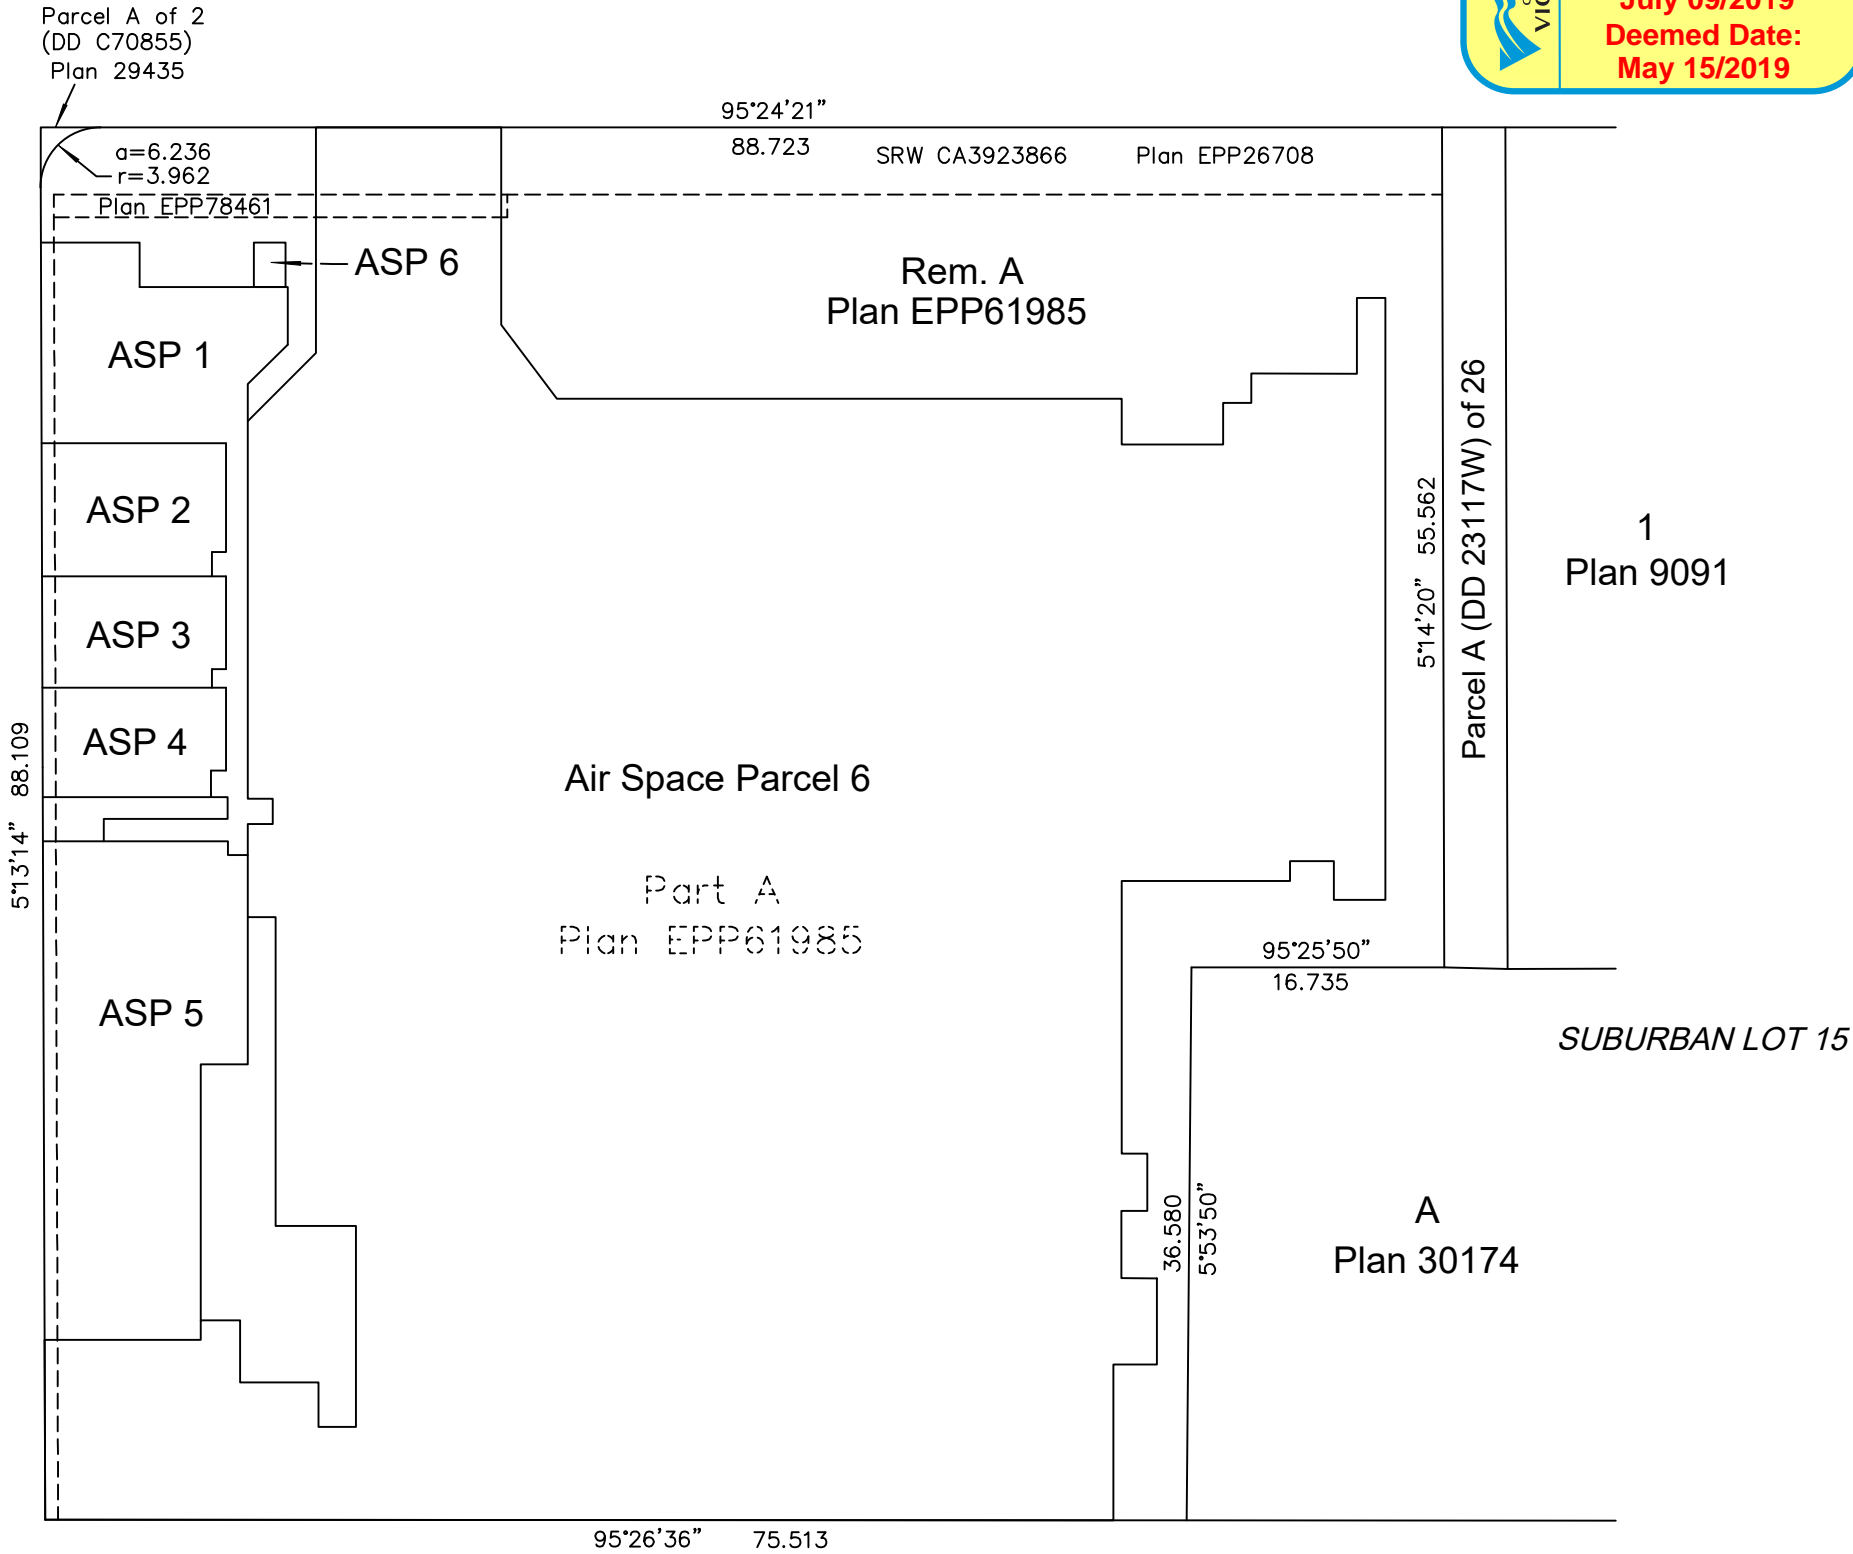 Parcel A of 2
(DD C70855)
Plan 29435
July 09/2019
Deemed Date:
May 15/2019
95°24'21"
88.723
SRW CA3923866 Plan EPP26708
a=6.236
r=3.962
Plan EPP78461
ASP 6
Rem. A
Plan EPP61985
ASP 1
ASP 2
ASP 3
ASP 4
5°14'20" 55.562
Parcel A (DD 23117W) of 26
1
Plan 9091
5°13'14" 88.109
Air Space Parcel 6
Part A
Plan EPP61985
95°25'50"
16.735
ASP 5
SUBURBAN LOT 15
36.580
5°53'50"
A
Plan 30174
95°26'36" 75.513